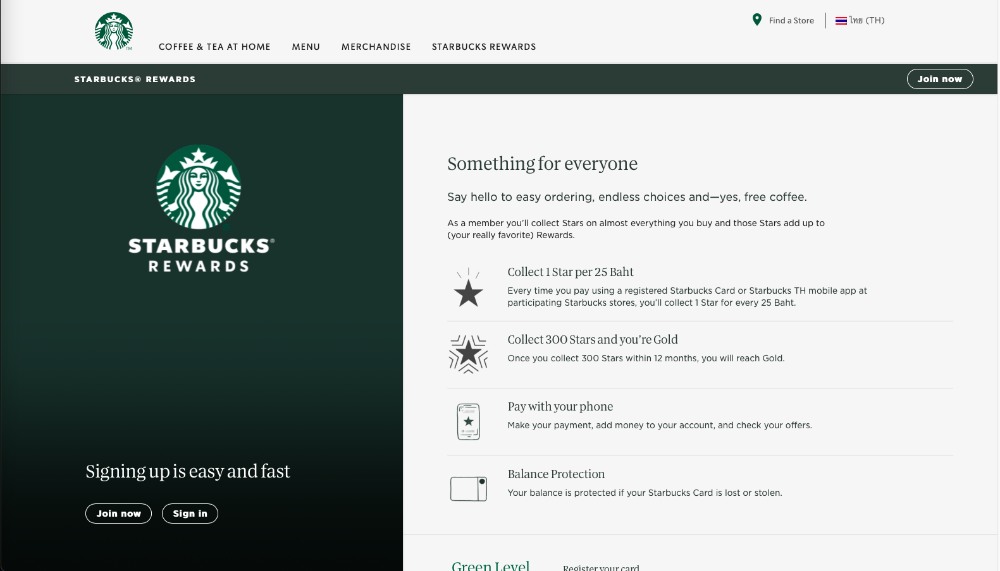 Find a Store
ไทย (TH)
TM
COFFEE & TEA AT HOME
MENU
MERCHANDISE
STARBUCKS REWARDS
STARBUCKS® REWARDS
Join now
STARBUCKS®
REWARDS
Signing up is easy and fast
Join now
Sign in
Something for everyone
Say hello to easy ordering, endless choices and—yes, free coffee.
As a member you’ll collect Stars on almost everything you buy and those Stars add up to
(your really favorite) Rewards.
Collect 1 Star per 25 Baht
Every time you pay using a registered Starbucks Card or Starbucks TH mobile app at
participating Starbucks stores, you’ll collect 1 Star for every 25 Baht.
Collect 300 Stars and you’re Gold
Once you collect 300 Stars within 12 months, you will reach Gold.
Pay with your phone
Make your payment, add money to your account, and check your offers.
Balance Protection
Your balance is protected if your Starbucks Card is lost or stolen.
Green Level
Register your card